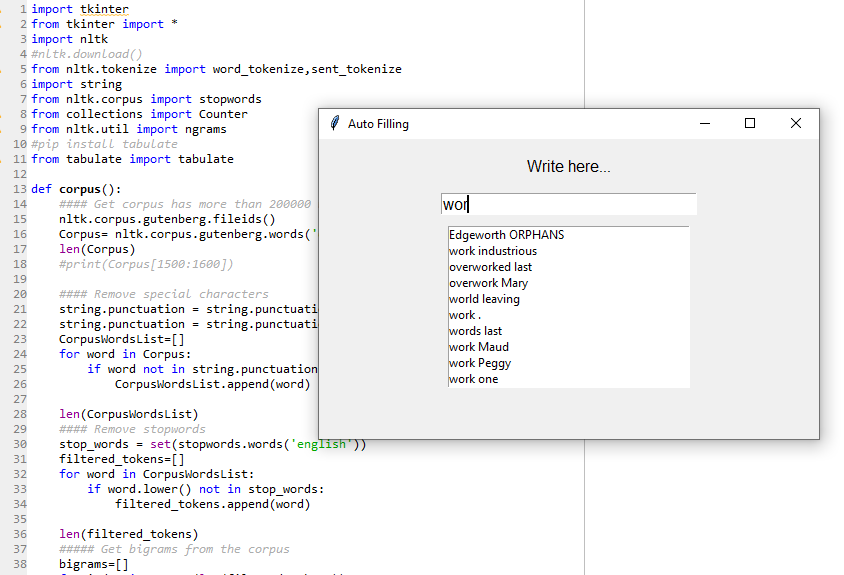 1 import tkinter
2 from tkinter import *
3 import nltk
4 #nltk.download()
5 from nltk.tokenize import word_tokenize,sent_tokenize
6 import string
7 from nltk.corpus import stopwords
8 from collections import Counter
9 from nltk.util import ngrams
10 #pip install tabulate
11 from tabulate import tabulate
12
13 def corpus():
14 #### Get corpus has more than 200000
15 nltk.corpus.gutenberg.fileids()
16 Corpus= nltk.corpus.gutenberg.words('
17 len(Corpus)
18 #print(Corpus[1500:1600])
19
20 #### Remove special characters
21 string.punctuation = string.punctuati
22 string.punctuation = string.punctuati
23 CorpusWordsList=[]
24 for word in Corpus:
25 if word not in string.punctuation
26 CorpusWordsList.append(word)
27
28 len(CorpusWordsList)
29 #### Remove stopwords
30 stop_words = set(stopwords.words('english'))
31 filtered_tokens=[]
32 for word in CorpusWordsList:
33 if word.lower() not in stop_words:
34 filtered_tokens.append(word)
35
36 len(filtered_tokens)
37 ##### Get bigrams from the corpus
38 bigrams=[]
Auto Filling
Write here...
wor
Edgeworth ORPHANS
work industrious
overworked last
overwork Mary
world leaving
work .
words last
work Maud
work Peggy
work one